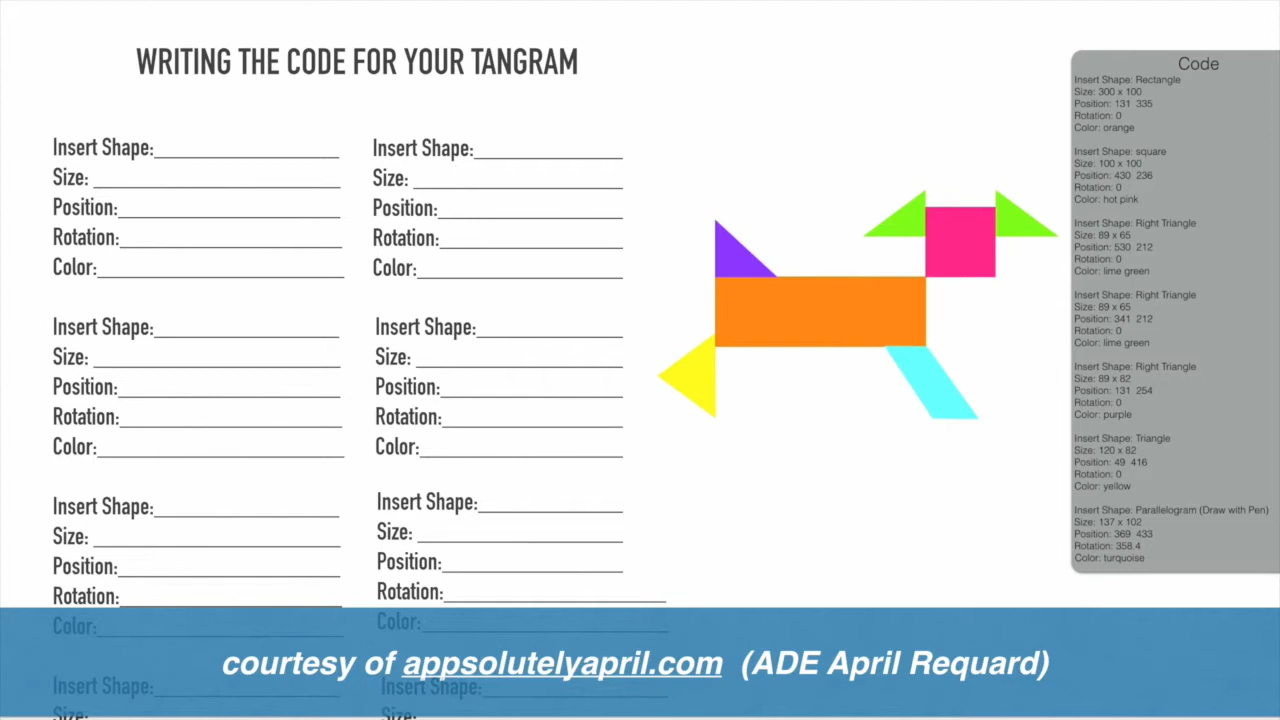 WRITING THE CODE FOR YOUR TANGRAM
Insert Shape:
Size:
Position:
Rotation:
Color:
Insert Shape:
Size:
Position:
Rotation:
Color:
Insert Shape:
Size:
Position:
Rotation:
Color:
Insert Shape:
Size:
Position:
Rotation:
Color:
Insert Shape:
Size:
Position:
Rotation:
Color:
Insert Shape:
Size:
Position:
Rotation:
Color:
Insert Shape:
Size:
Insert Shape:
Size:
Code
Insert Shape: Rectangle
Size: 300 x 100
Position: 131 335
Rotation: 0
Color: orange
Insert Shape: square
Size: 100 x 100
Position: 430 236
Rotation: 0
Color: hot pink
Insert Shape: Right Triangle
Size: 89 x 65
Position: 530 212
Rotation: 0
Color: lime green
Insert Shape: Right Triangle
Size: 89 x 65
Position: 341 212
Rotation: 0
Color: lime green
Insert Shape: Right Triangle
Size: 89 x 82
Position: 131 254
Rotation: 0
Color: purple
Insert Shape: Triangle
Size: 120 x 82
Position: 49 416
Rotation: 0
Color: yellow
Insert Shape: Parallelogram (Draw with Pen)
Size: 137 x 102
Position: 369 433
Rotation: 358.4
Color: turquoise
courtesy of appsolutelyapril.com (ADE April Requard)